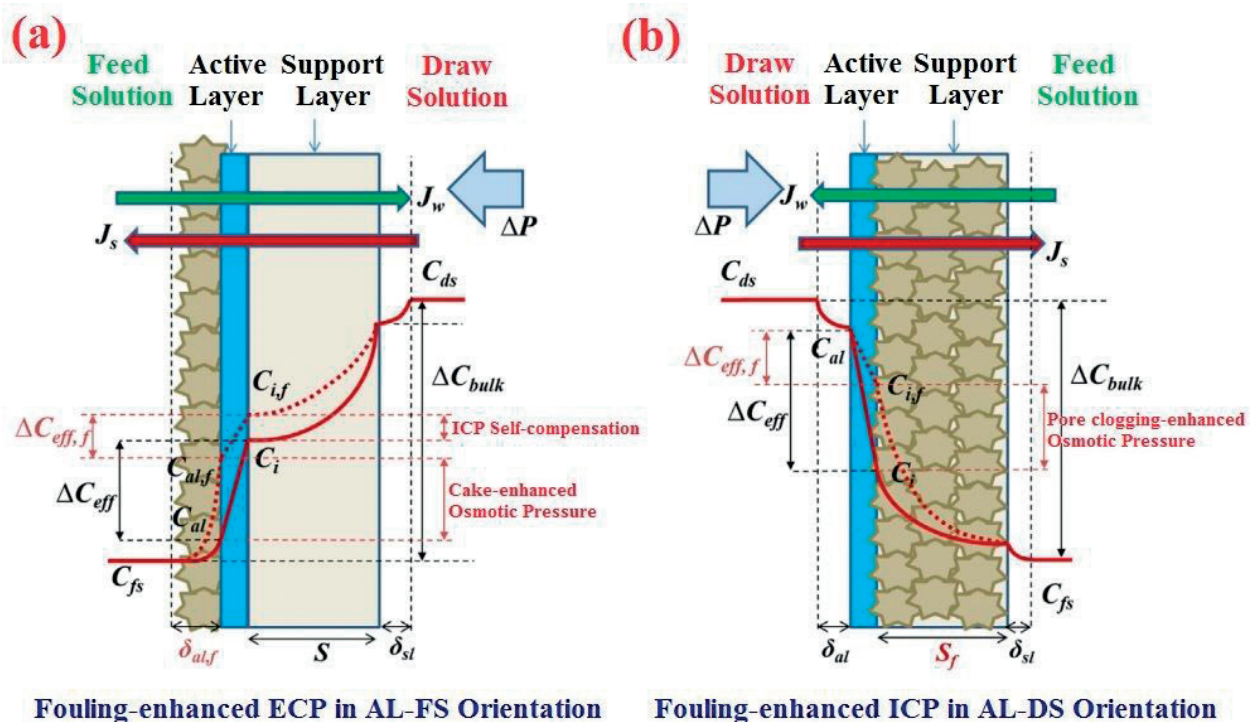 (a)
Feed
Solution
Active
Layer
Support
Layer
Draw
Solution
J_w
ΔP
J_s
C_ds
C_i,f
ΔC_bulk
ΔC_eff, f
ICP Self-compensation
C_al,f
C_i
ΔC_eff
Cake-enhanced
Osmotic Pressure
C_al
C_fs
δ_al,f
S
δ_sl
Fouling-enhanced ECP in AL-FS Orientation
(b)
Draw
Solution
Active
Layer
Support
Layer
Feed
Solution
J_w
ΔP
J_s
C_ds
C_al
ΔC_eff, f
C_i,f
ΔC_bulk
ΔC_eff
Pore clogging-enhanced
Osmotic Pressure
C_i
C_fs
δ_al
S_f
δ_sl
Fouling-enhanced ICP in AL-DS Orientation